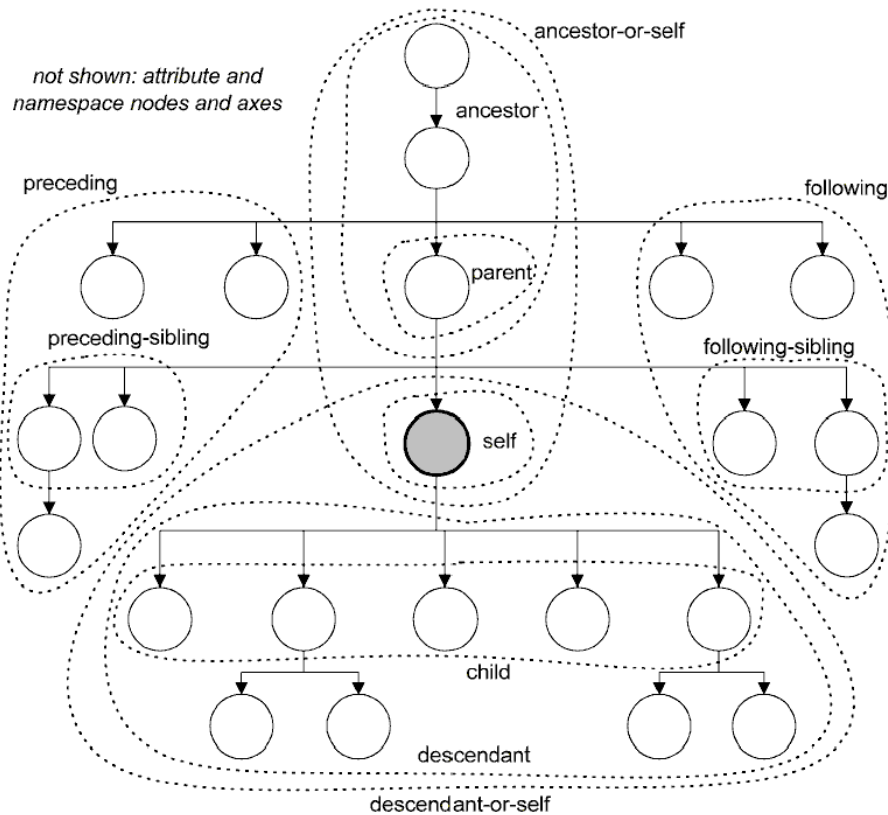 ancestor-or-self
not shown: attribute and
namespace nodes and axes
ancestor
preceding
following
parent
preceding-sibling
following-sibling
self
child
descendant
descendant-or-self